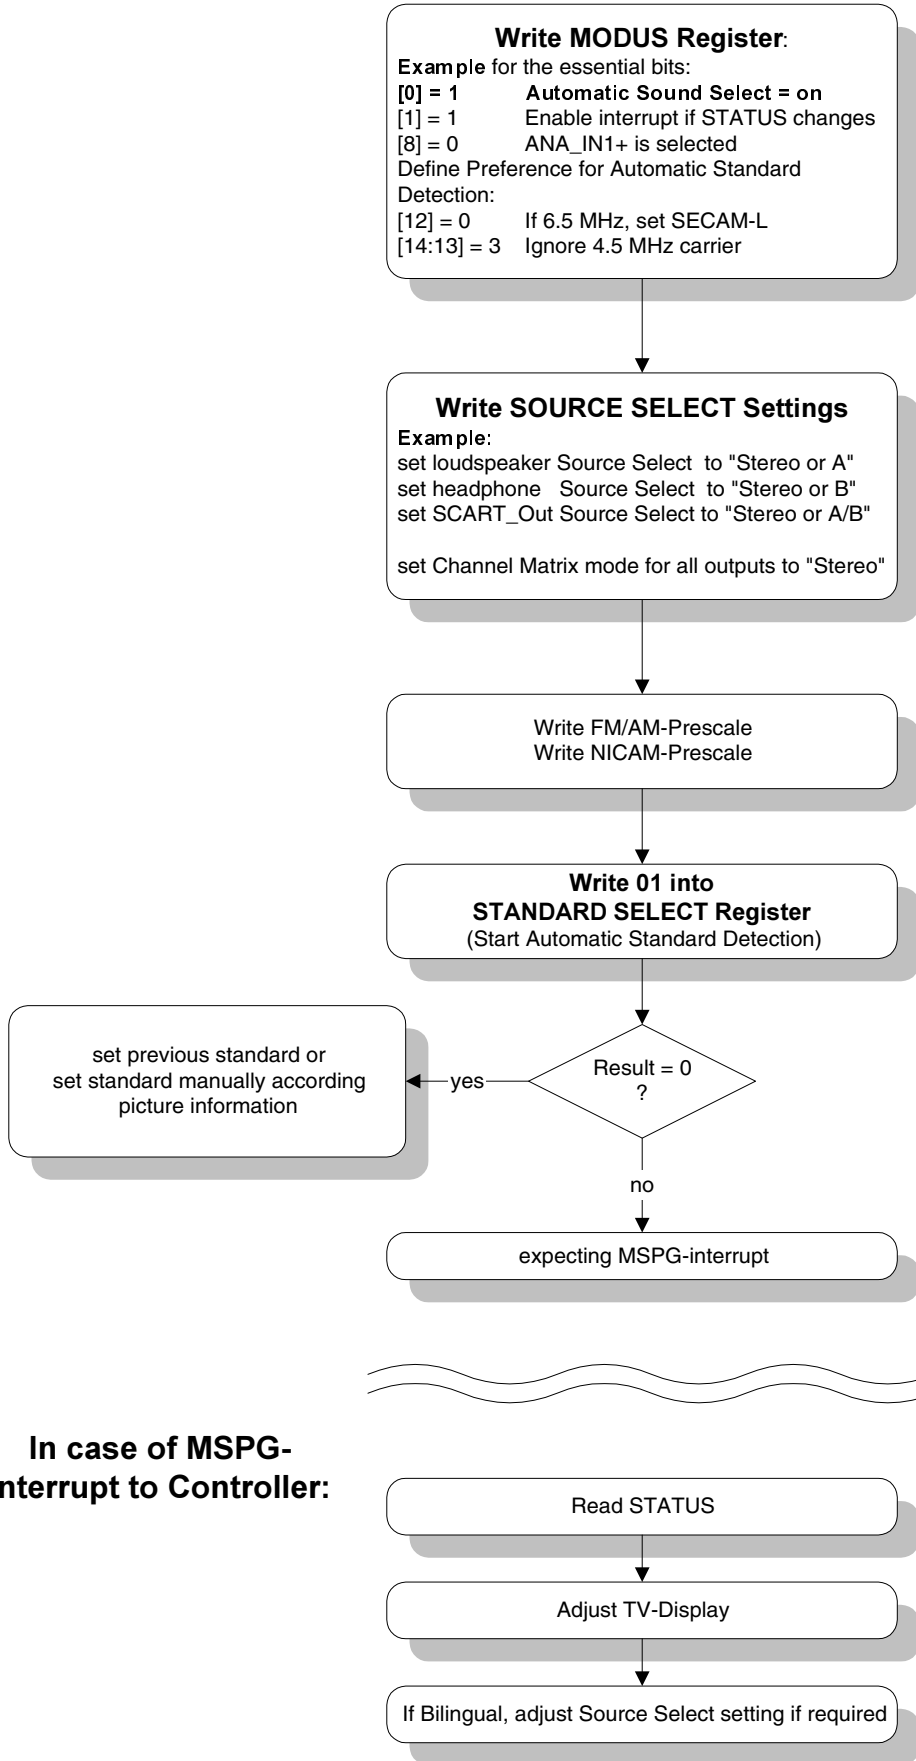 Write MODUS Register:
Example for the essential bits:
[0] = 1 Automatic Sound Select = on
[1] = 1 Enable interrupt if STATUS changes
[8] = 0 ANA_IN1+ is selected
Define Preference for Automatic Standard
Detection:
[12] = 0 If 6.5 MHz, set SECAM-L
[14:13] = 3 Ignore 4.5 MHz carrier
Write SOURCE SELECT Settings
Example:
set loudspeaker Source Select to "Stereo or A"
set headphone Source Select to "Stereo or B"
set SCART_Out Source Select to "Stereo or A/B"
set Channel Matrix mode for all outputs to "Stereo"
Write FM/AM-Prescale
Write NICAM-Prescale
Write 01 into
STANDARD SELECT Register
(Start Automatic Standard Detection)
set previous standard or
set standard manually according
picture information
yes
Result = 0
?
no
expecting MSPG-interrupt
In case of MSPG-
nterrupt to Controller:
Read STATUS
Adjust TV-Display
If Bilingual, adjust Source Select setting if required